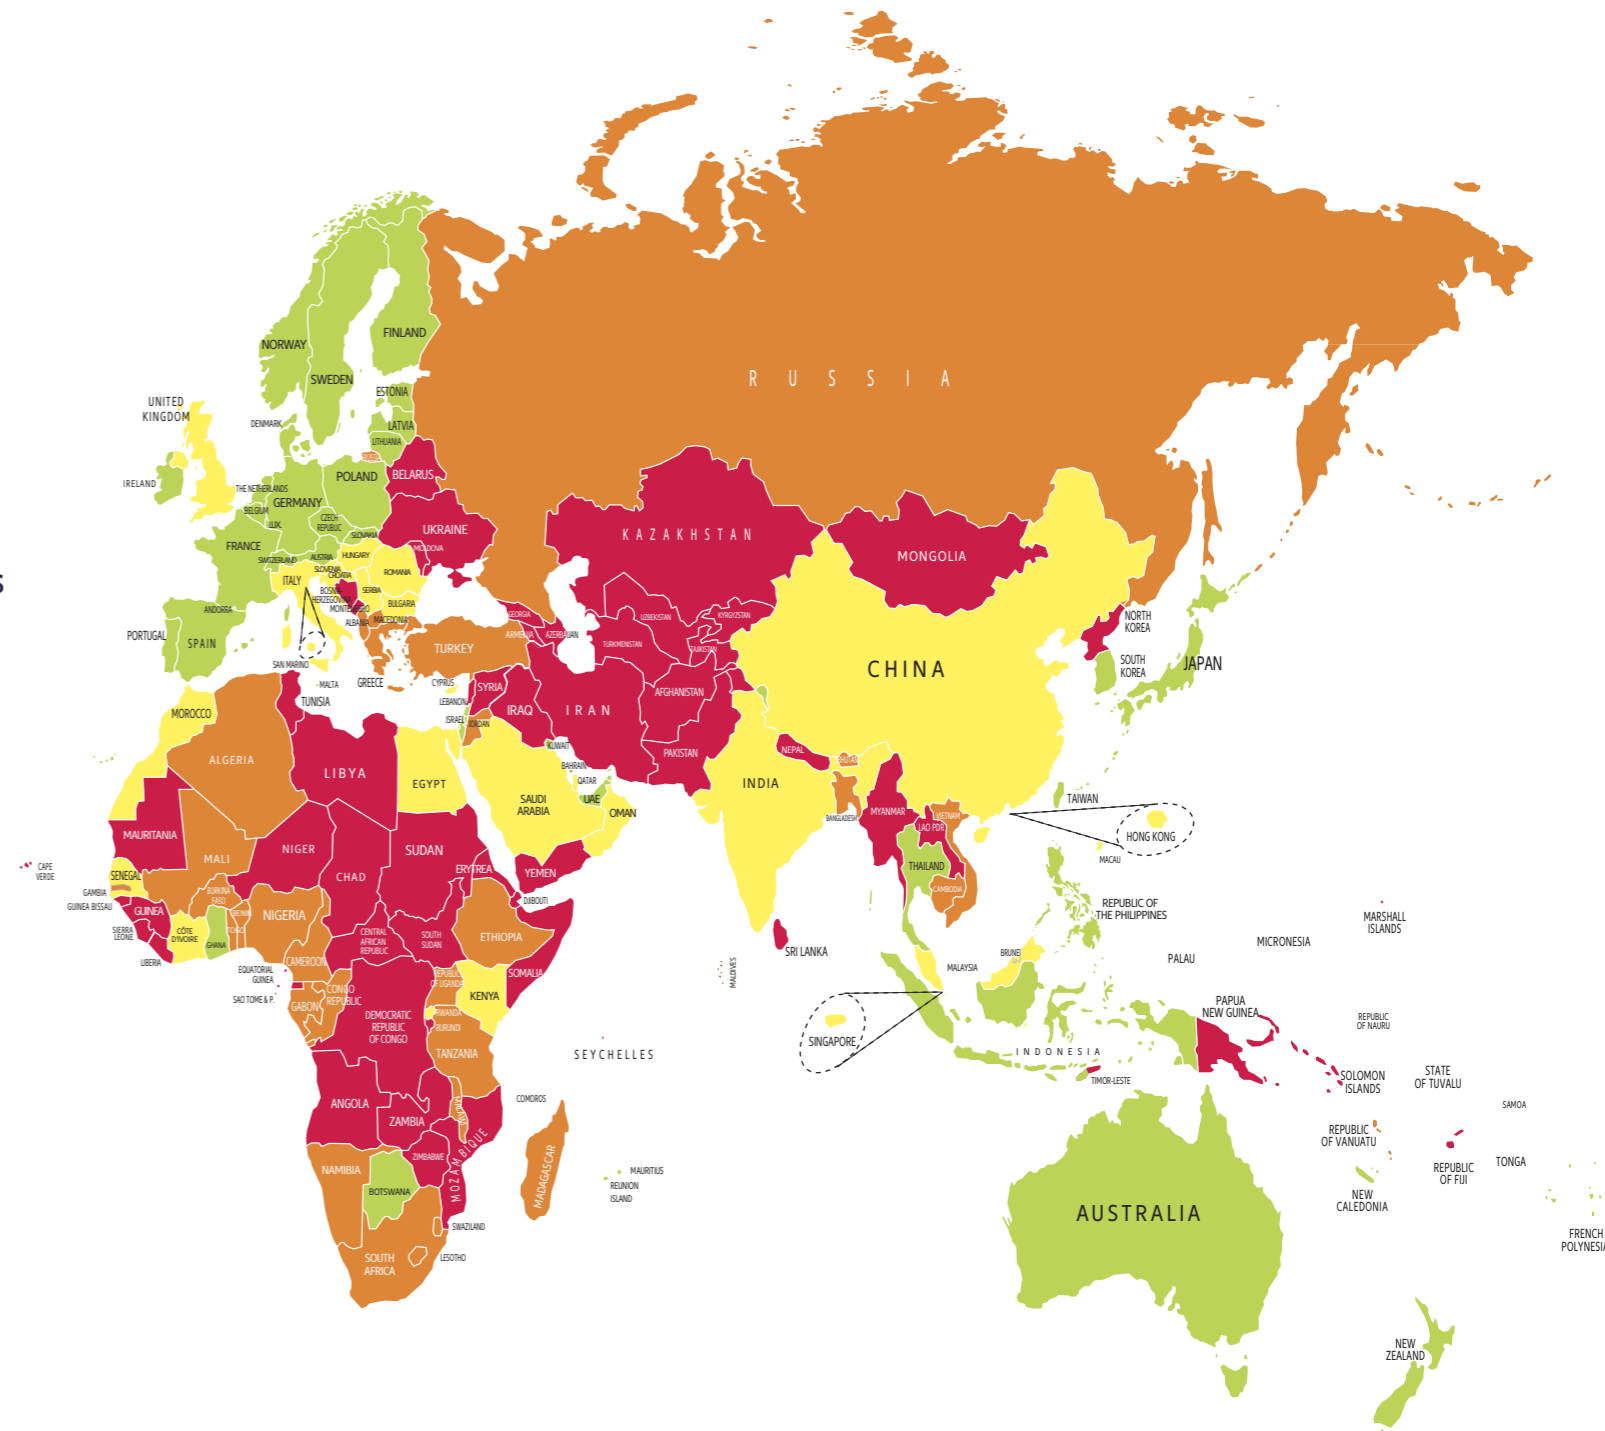 RUSSIA
FINLAND
NORWAY
SWEDEN
ESTONIA
UNITED
KINGDOM
DENMARK
LATVIA
LITHUANIA
BELARUS
IRELAND
THE NETHERLANDS
POLAND
GERMANY
BELGIUM
LUX.
CZECH
REPUBLIC
UKRAINE
SLOVAKIA
FRANCE
MOLDOVA
SWITZERLAND
AUSTRIA
HUNGARY
SLOVENIA
ITALY
CROATIA
ROMANIA
BOSNIA-
HERZEGOVINA
SERBIA
MONTENEGRO
BULGARIA
ANDORRA
ALBANIA
MACEDONIA
PORTUGAL
SPAIN
SAN MARINO
MALTA
GREECE
TURKEY
CYPRUS
GEORGIA
ARMENIA
AZERBAIJAN
KAZAKHSTAN
UZBEKISTAN
KYRGYZSTAN
TURKMENISTAN
TAJIKISTAN
MONGOLIA
NORTH
KOREA
SOUTH
KOREA
JAPAN
CHINA
TUNISIA
MOROCCO
LEBANON
SYRIA
ISRAEL
JORDAN
IRAQ
IRAN
AFGHANISTAN
PAKISTAN
KUWAIT
BAHRAIN
QATAR
UAE
NEPAL
BHUTAN
INDIA
ALGERIA
LIBYA
EGYPT
SAUDI
ARABIA
OMAN
BANGLADESH
MYANMAR
VIETNAM
LAO PDR
TAIWAN
HONG KONG
MACAU
MAURITANIA
MALI
NIGER
CHAD
SUDAN
ERYTREA
YEMEN
THAILAND
CAMBODIA
CAPE
VERDE
SENEGAL
GAMBIA
GUINEA BISSAU
GUINEA
BURKINA
FASO
BENIN
TOGO
NIGERIA
SIERRA
LEONE
LIBERIA
CÔTE
D'IVOIRE
GHANA
CAMEROON
CENTRAL
AFRICAN
REPUBLIC
SOUTH
SUDAN
ETHIOPIA
DJIBOUTI
SRI LANKA
MALDIVES
REPUBLIC OF
THE PHILIPPINES
MARSHALL
ISLANDS
MICRONESIA
PALAU
BRUNEI
MALAYSIA
EQUATORIAL
GUINEA
SAO TOME & P.
GABON
CONGO
REPUBLIC
REPUBLIC
OF UGANDA
SOMALIA
KENYA
RWANDA
BURUNDI
DEMOCRATIC
REPUBLIC
OF CONGO
TANZANIA
SEYCHELLES
SINGAPORE
INDONESIA
TIMOR-LESTE
PAPUA
NEW GUINEA
REPUBLIC
OF NAURU
SOLOMON
ISLANDS
STATE
OF TUVALU
SAMOA
ANGOLA
ZAMBIA
MALAWI
MOZAMBIQUE
COMOROS
ZIMBABWE
NAMIBIA
BOTSWANA
MADAGASCAR
MAURITIUS
REUNION
ISLAND
SWAZILAND
SOUTH
AFRICA
LESOTHO
AUSTRALIA
REPUBLIC
OF VANUATU
REPUBLIC
OF FIJI
TONGA
NEW
CALEDONIA
FRENCH
NEW
ZEALAND